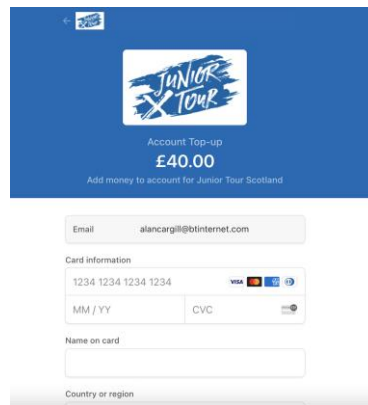 JUNIOR
TOUR
Account Top-up
£40.00
Add money to account for Junior Tour Scotland
Email alancargill@btinternet.com
Card information
1234 1234 1234 1234 VISA
MM / YY CVC
Name on card
Country or region